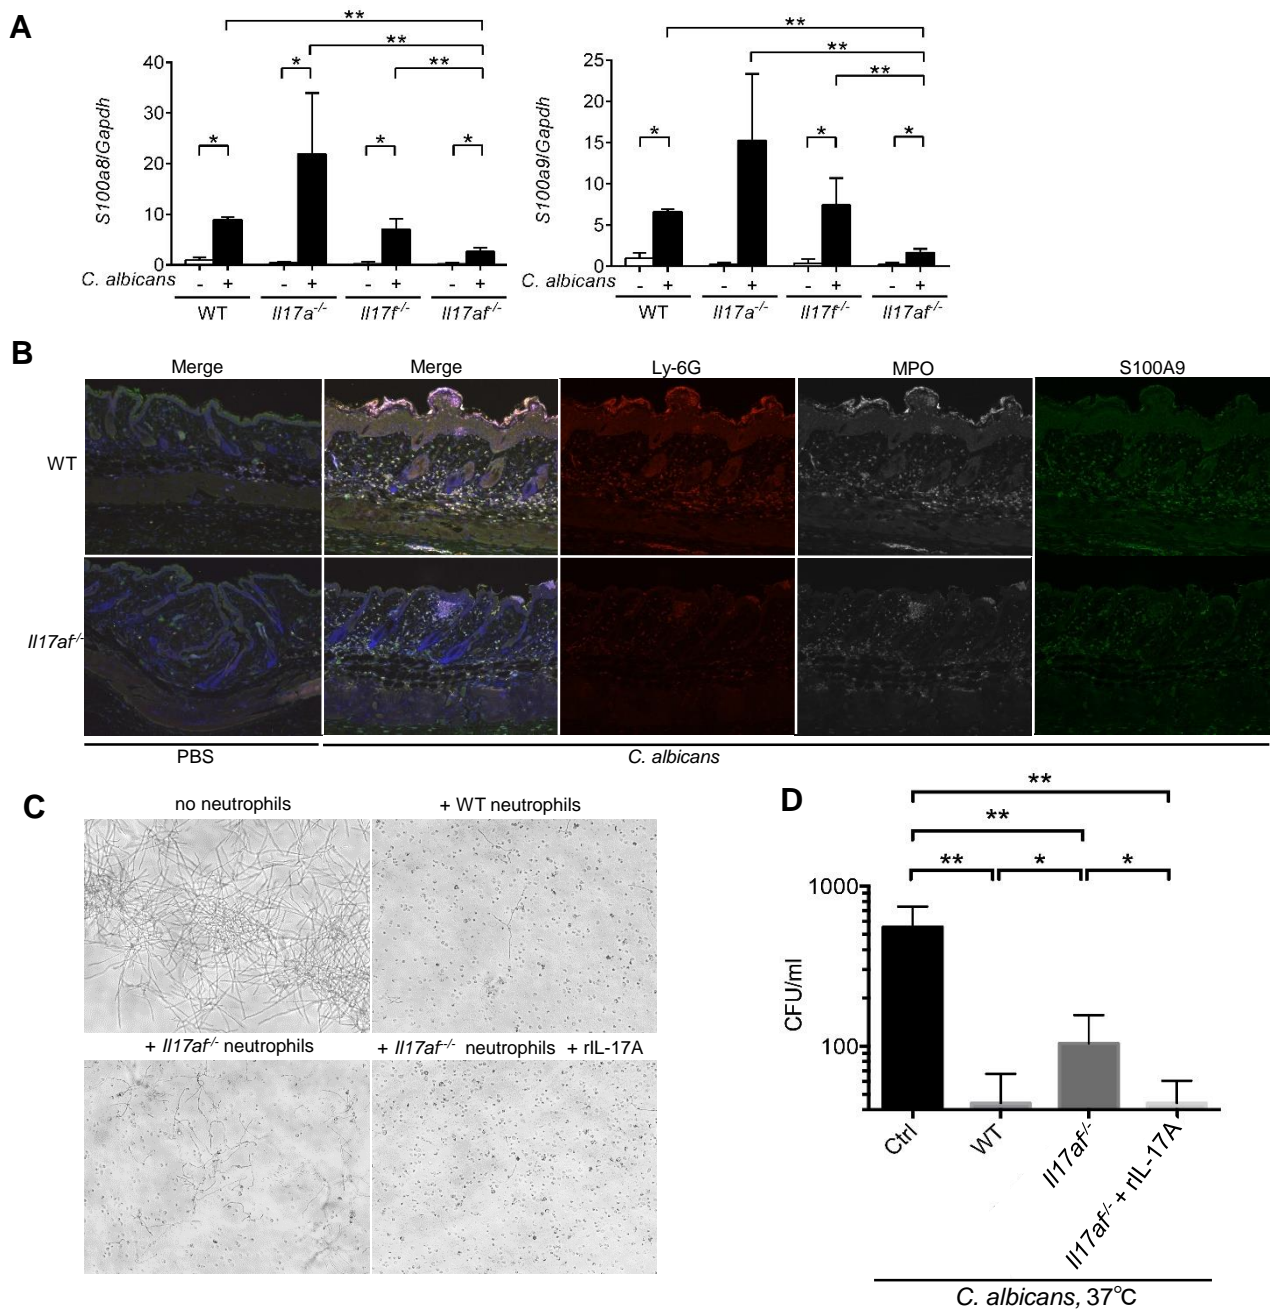 A
** ** ** * * * *
40
30
20
10
0
S100a8/Gapdh
C. albicans - + - + - + - +
WT Il17a-/- Il17f-/- Il17af-/-
** ** ** * * *
25
20
15
10
5
0
S100a9/Gapdh
C. albicans - + - + - + - +
WT Il17a-/- Il17f-/- Il17af-/-
B
Merge Merge Ly-6G MPO S100A9
WT
Il17af-/-
PBS C. albicans
C
no neutrophils + WT neutrophils
+ Il17af-/- neutrophils + Il17af-/- neutrophils + rIL-17A
D
**
**
** * *
1000
100
CFU/ml
Ctrl WT Il17af-/- Il17af-/- + rIL-17A
C. albicans, 37°C